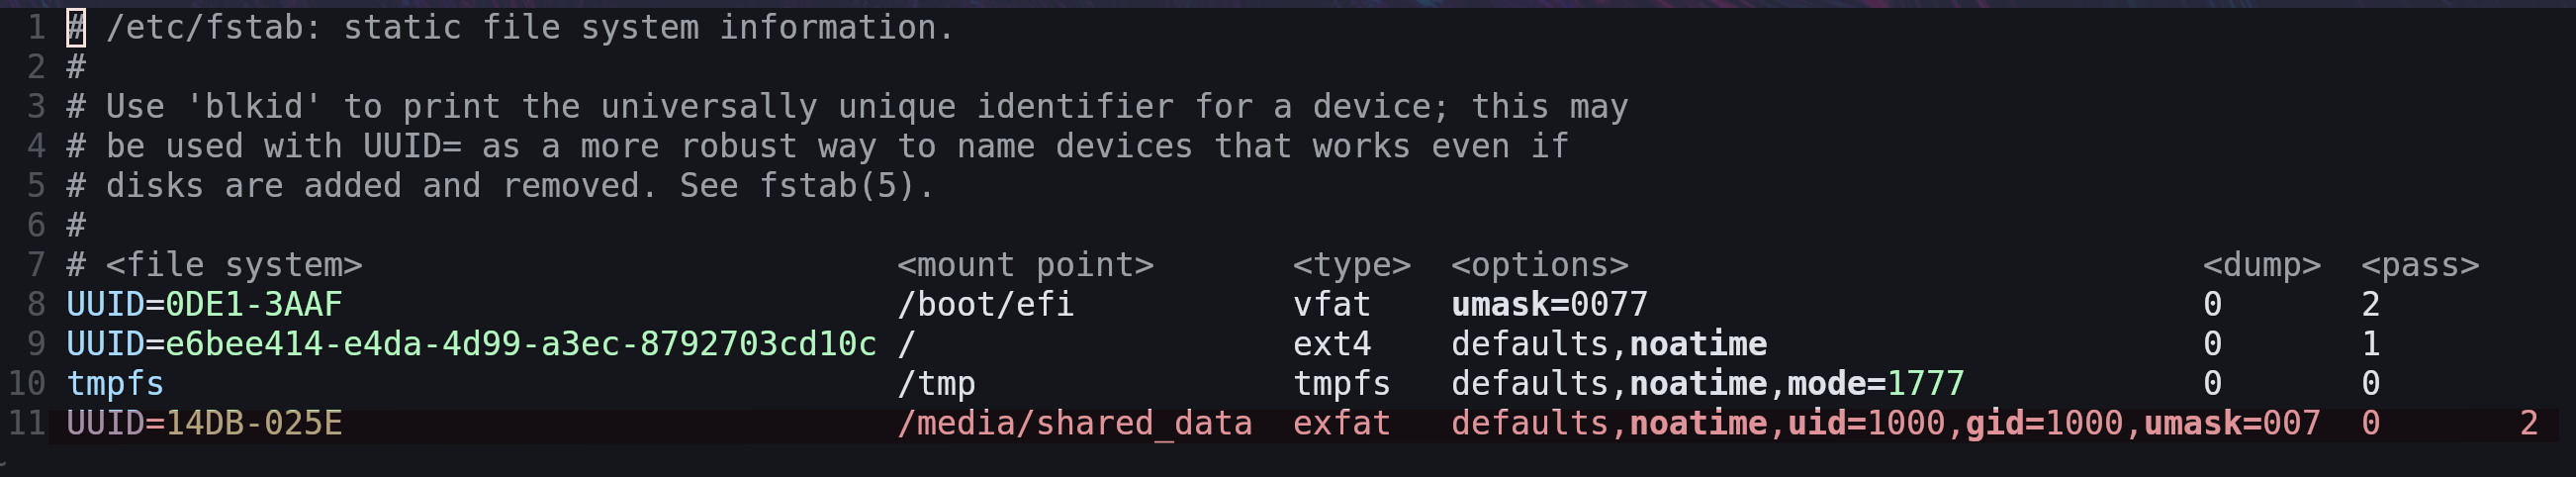 1 # /etc/fstab: static file system information.
2 #
3 # Use 'blkid' to print the universally unique identifier for a device; this may
4 # be used with UUID= as a more robust way to name devices that works even if
5 # disks are added and removed. See fstab(5).
6 #
7 # <file system> <mount point> <type> <options> <dump> <pass>
8 UUID=0DE1-3AAF /boot/efi vfat umask=0077 0 2
9 UUID=e6bee414-e4da-4d99-a3ec-8792703cd10c / ext4 defaults,noatime 0 1
10 tmpfs /tmp tmpfs defaults,noatime,mode=1777 0 0
11 UUID=14DB-025E /media/shared_data exfat defaults,noatime,uid=1000,gid=1000,umask=007 0 2
~